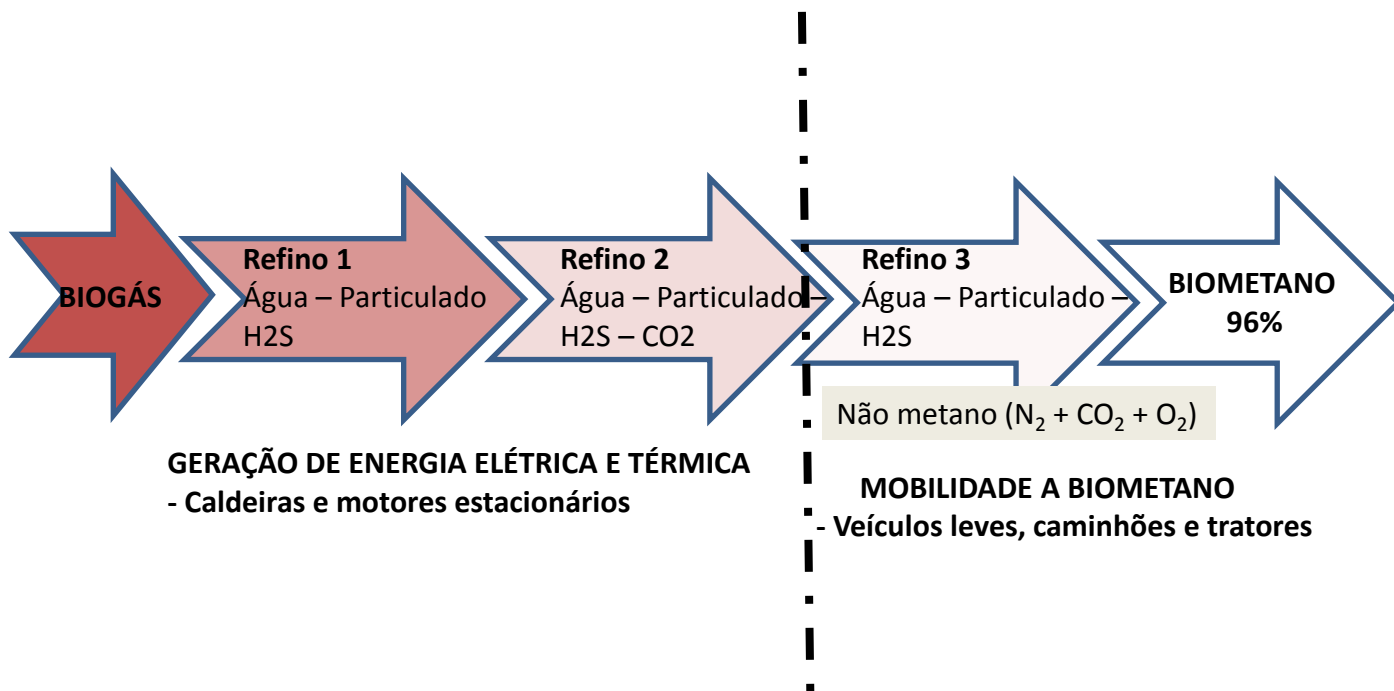 BIOGÁS
Refino 1
Água – Particulado
H2S
Refino 2
Água – Particulado –
H2S – CO2
Refino 3
Água – Particulado –
H2S
BIOMETANO
96%
Não metano (N₂ + CO₂ + O₂)
GERAÇÃO DE ENERGIA ELÉTRICA E TÉRMICA
- Caldeiras e motores estacionários
MOBILIDADE A BIOMETANO
- Veículos leves, caminhões e tratores